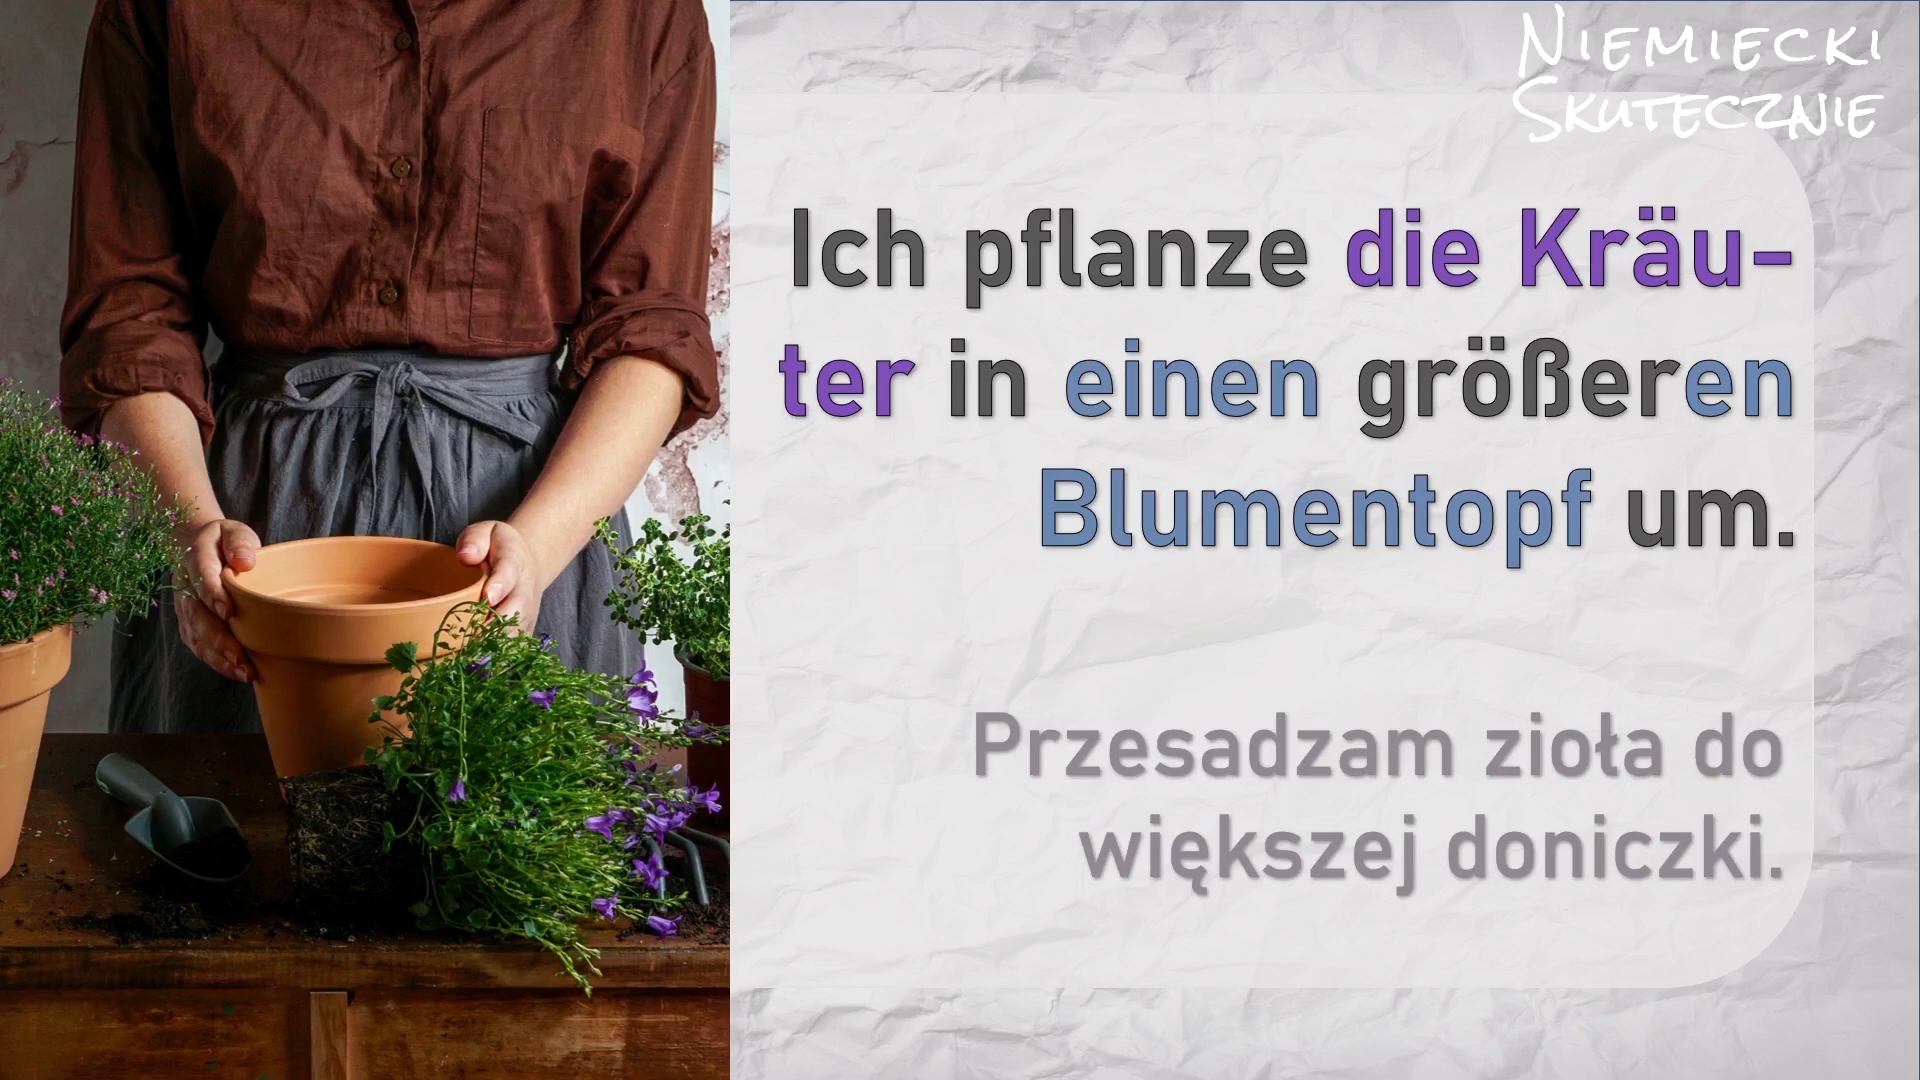 Niemiecki
Skutecznie
Ich pflanze die Kräu-
ter in einen größeren
Blumentopf um.
Przesadzam zioła do
większej doniczki.